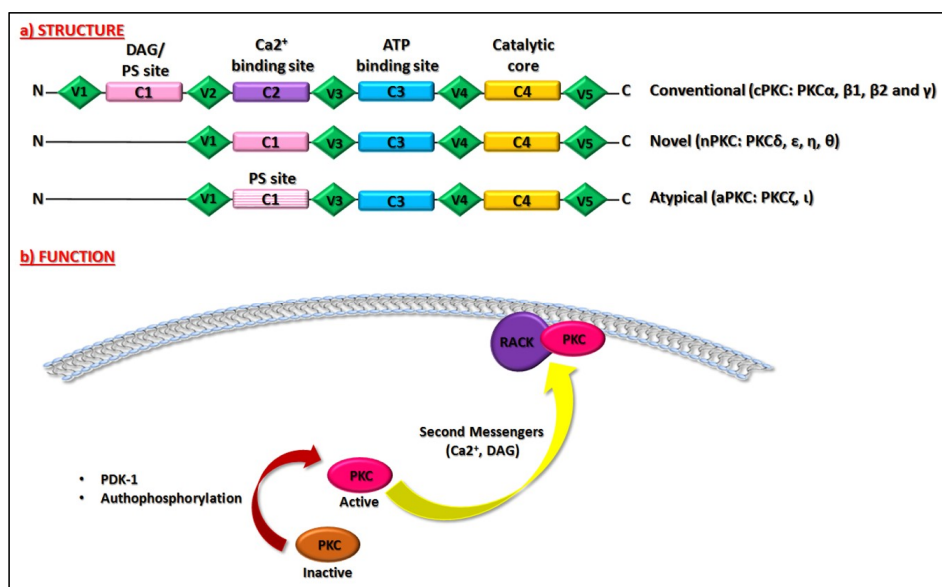 a) STRUCTURE
DAG/
PS site
Ca2⁺
binding site
ATP
binding site
Catalytic
core
N V1 C1 V2 C2 V3 C3 V4 C4 V5 C Conventional (cPKC: PKCα, β1, β2 and γ)
N V1 C1 V3 C3 V4 C4 V5 C Novel (nPKC: PKCδ, ε, η, θ)
PS site
N V1 C1 V3 C3 V4 C4 V5 C Atypical (aPKC: PKCζ, ι)
b) FUNCTION
RACK PKC
Second Messengers
(Ca2⁺, DAG)
• PDK-1
• Authophosphorylation
PKC
Active
PKC
Inactive